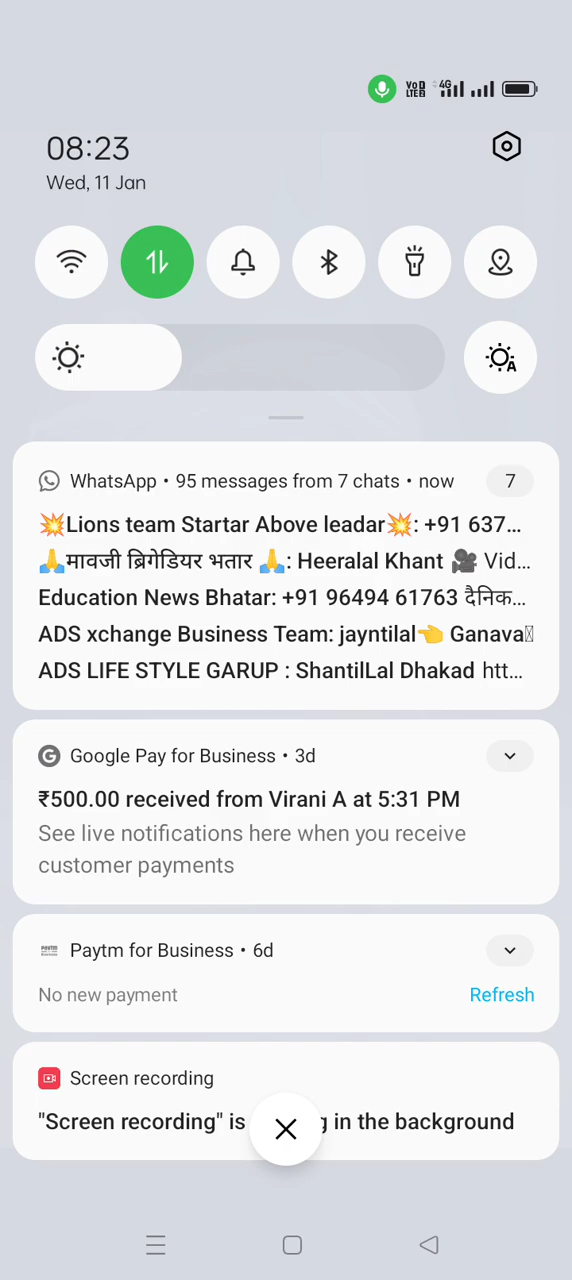 Vo LTE 4G
08:23
Wed, 11 Jan
A
WhatsApp • 95 messages from 7 chats • now 7
💥Lions team Startar Above leadar💥: +91 637...
🙏मावजी ब्रिगेडियर भतार 🙏: Heeralal Khant 🎥 Vid...
Education News Bhatar: +91 96494 61763 दैनिक...
ADS xchange Business Team: jayntilal👈 Ganava
ADS LIFE STYLE GARUP : ShantilLal Dhakad htt...
Google Pay for Business • 3d
₹500.00 received from Virani A at 5:31 PM
See live notifications here when you receive
customer payments
Paytm for Business • 6d
No new payment Refresh
Screen recording
"Screen recording" is in the background